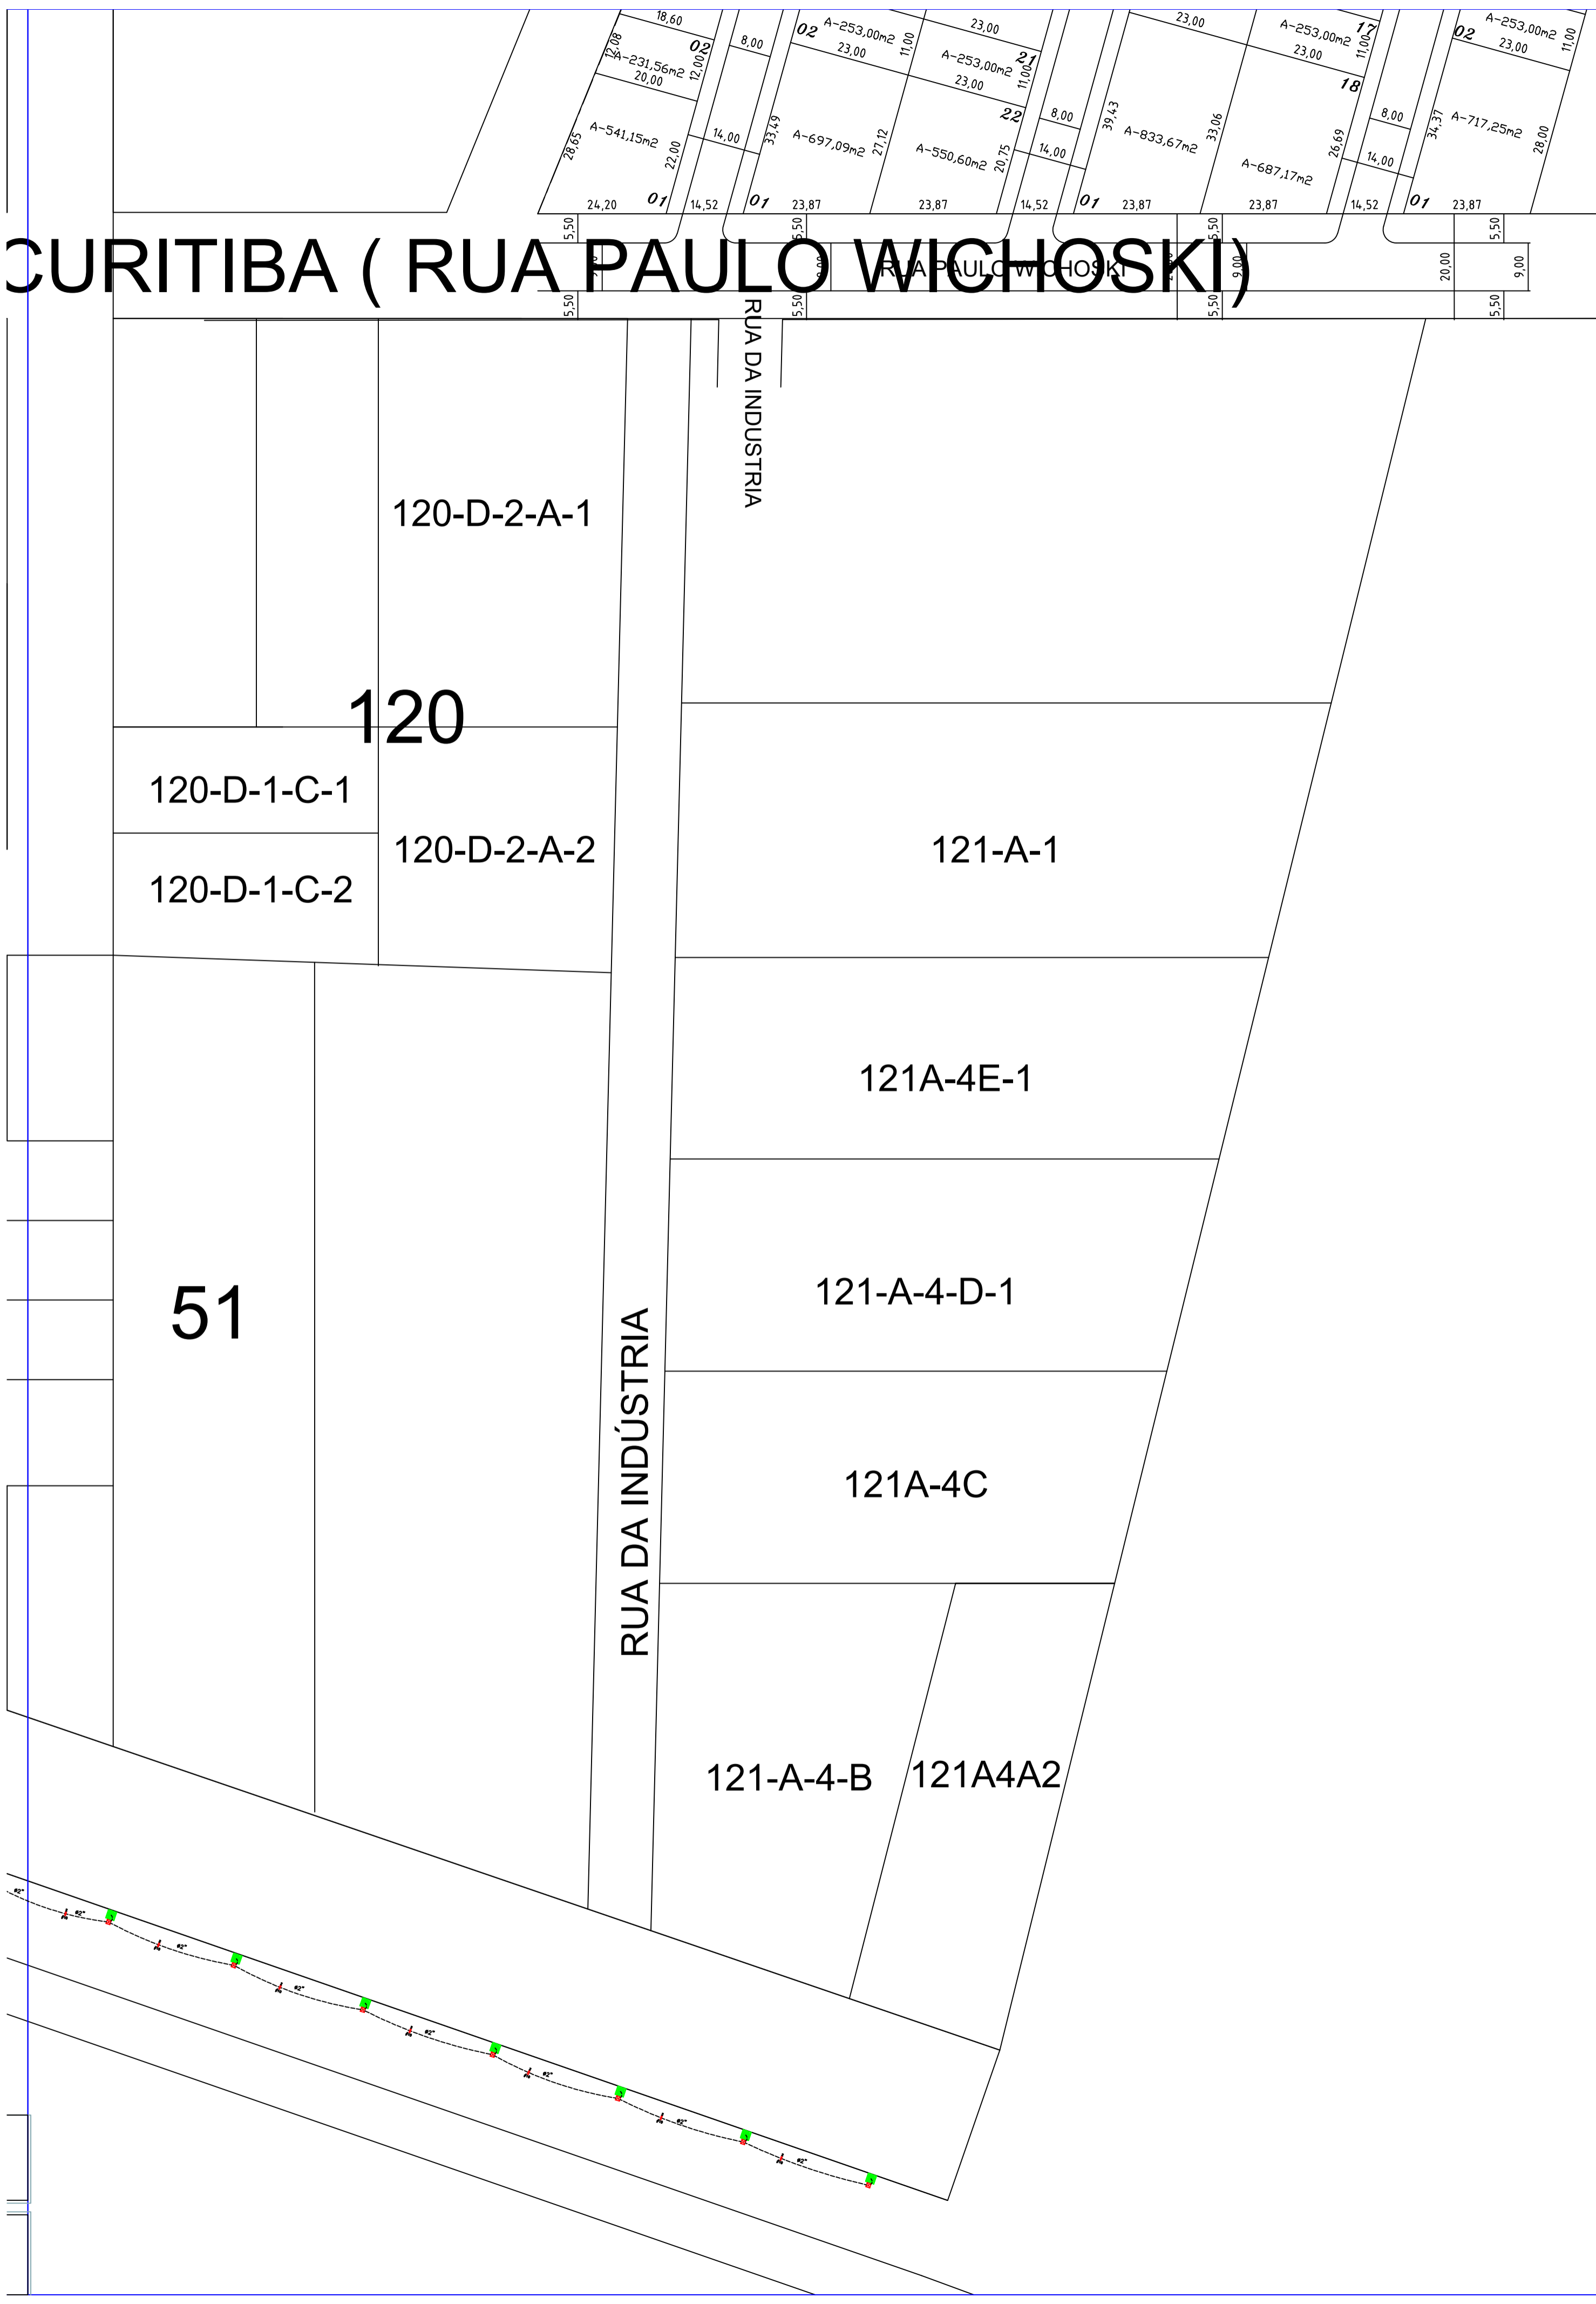 18,60
12,08
02
A-231,56m2
12,00
20,00
8,00
02
A-253,00m2
23,00
11,00
23,00
21
A-253,00m2
11,00
23,00
22
23,00
A-253,00m2
17
11,00
23,00
18
02
A-253,00m2
23,00
11,00
28,65
A-541,15m2
22,00
14,00
33,49
A-697,09m2
27,12
A-550,60m2
20,75
8,00
14,00
39,43
A-833,67m2
33,06
A-687,17m2
26,69
8,00
14,00
34,37
A-717,25m2
28,00
24,20
01
14,52
01
23,87
23,87
14,52
01
23,87
23,87
14,52
01
23,87
5,50
5,50
5,50
5,50
CURITIBA ( RUA PAULO WICHOSKI)
RUA PAULO WICHOSKI
9,00
20,00
9,00
5,50
5,50
5,50
5,50
RUA DA INDUSTRIA
120-D-2-A-1
120
120-D-1-C-1
120-D-2-A-2
120-D-1-C-2
121-A-1
121A-4E-1
121-A-4-D-1
51
RUA DA INDÚSTRIA
121A-4C
121-A-4-B
121A4A2